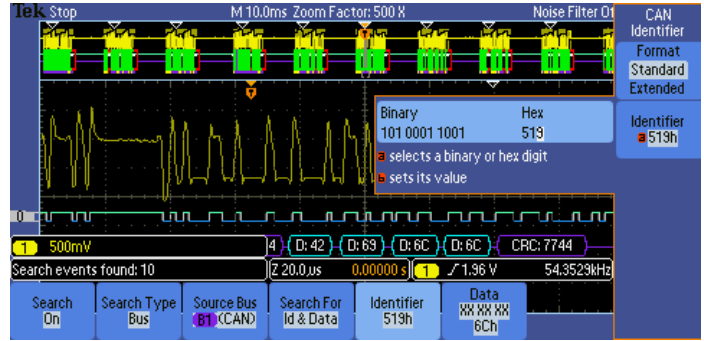 Tek Stop M 10.0ms Zoom Factor: 500 X Noise Filter Of
CAN
Identifier
Format
Standard
Extended
Identifier
a 519h
Binary Hex
101 0001 1001 519
a selects a binary or hex digit
b sets its value
4 D: 42 D: 69 D: 6C D: 6C CRC: 7744
1 500mV
Search events found: 10 Z 20.0µs 0.00000 s 1 1.96 V 54.3529kHz
Search
On
Search Type
Bus
Source Bus
B1 (CAN)
Search For
Id & Data
Identifier
519h
Data
XX XX XX
6Ch